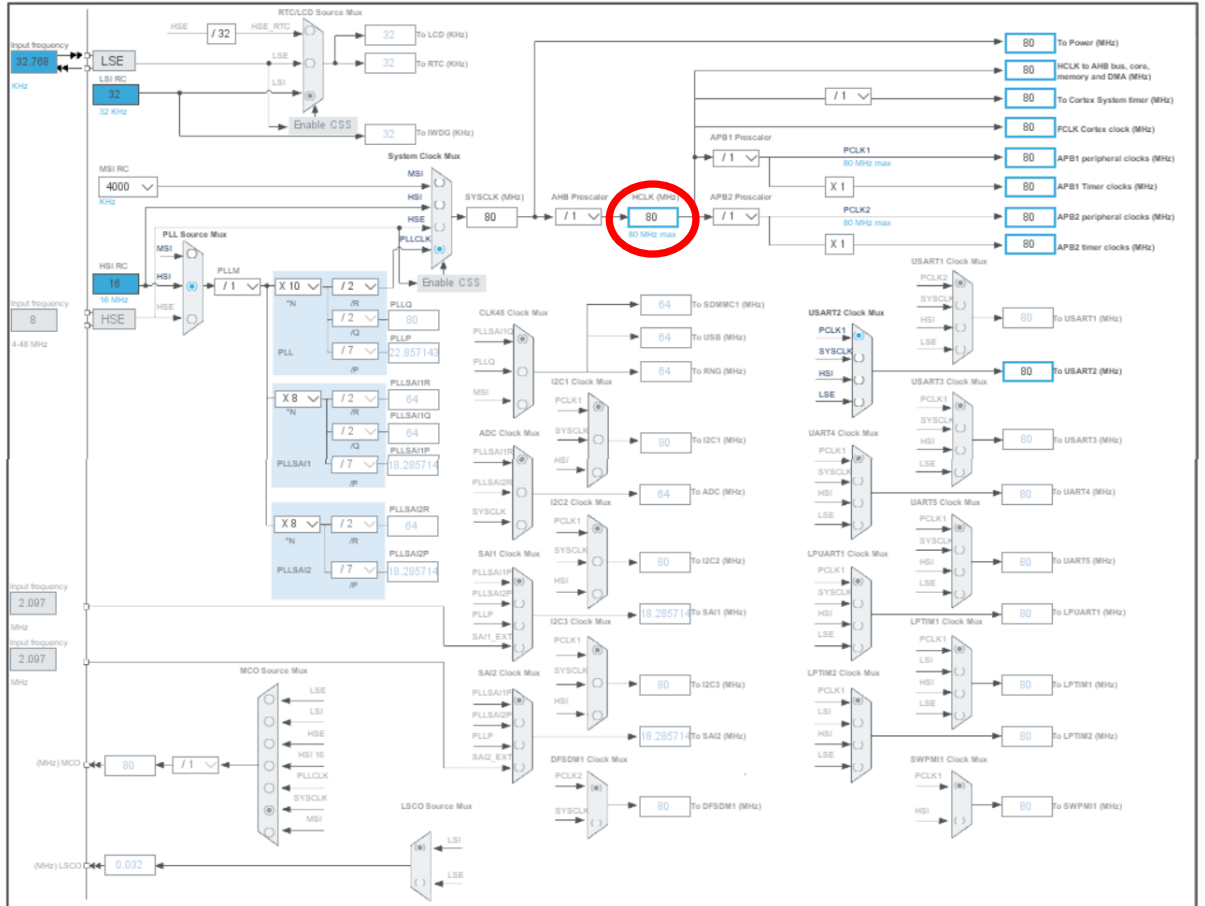 RTC/LCD Source Mux
HSE
/ 32
HSE_RTC
32
To LCD (KHz)
LSE
32
To RTC (KHz)
LSI
Enable CSS
32
To IWDG (KHz)
Input frequency
32.768
KHz
LSE
LSI RC
32
32 KHz
80
To Power (MHz)
80
HCLK to AHB bus, core,
memory and DMA (MHz)
/ 1
80
To Cortex System timer (MHz)
80
FCLK Cortex clock (MHz)
APB1 Prescaler
/ 1
PCLK1
80 MHz max
80
APB1 peripheral clocks (MHz)
X 1
80
APB1 Timer clocks (MHz)
APB2 Prescaler
/ 1
PCLK2
80 MHz max
80
APB2 peripheral clocks (MHz)
X 1
80
APB2 timer clocks (MHz)
System Clock Mux
MSI
HSI
HSE
PLLCLK
Enable CSS
SYSCLK (MHz)
80
AHB Prescaler
/ 1
HCLK (MHz)
80
80 MHz max
MSI RC
4000
KHz
PLL Source Mux
MSI
HSI
HSE
HSI RC
16
16 MHz
Input frequency
8
4-48 MHz
HSE
PLLM
/ 1
X 10
*N
/ 2
/R
PLLQ
/ 2
80
/Q
PLLP
PLL
/ 7
22.857143
/P
PLLSAI1R
X 8
*N
/ 2
64
/R
PLLSAI1Q
/ 2
64
/Q
PLLSAI1P
PLLSAI1
/ 7
18.285714
/P
PLLSAI2R
X 8
*N
/ 2
64
/R
PLLSAI2P
PLLSAI2
/ 7
18.285714
/P
CLK48 Clock Mux
PLLSAI1Q
PLLQ
MSI
64
To SDMMC1 (MHz)
64
To USB (MHz)
64
To RNG (MHz)
I2C1 Clock Mux
PCLK1
SYSCLK
HSI
80
To I2C1 (MHz)
ADC Clock Mux
PLLSAI1R
PLLSAI2R
SYSCLK
64
To ADC (MHz)
I2C2 Clock Mux
PCLK1
SYSCLK
HSI
80
To I2C2 (MHz)
SAI1 Clock Mux
PLLSAI1P
PLLSAI2P
PLLP
SAI1_EXT
18.285714
To SAI1 (MHz)
I2C3 Clock Mux
PCLK1
SYSCLK
HSI
80
To I2C3 (MHz)
SAI2 Clock Mux
PLLSAI1P
PLLSAI2P
PLLP
SAI2_EXT
18.285714
To SAI2 (MHz)
DFSDM1 Clock Mux
PCLK2
SYSCLK
80
To DFSDM1 (MHz)
USART1 Clock Mux
PCLK2
SYSCLK
HSI
LSE
80
To USART1 (MHz)
USART2 Clock Mux
PCLK1
SYSCLK
HSI
LSE
80
To USART2 (MHz)
USART3 Clock Mux
PCLK1
SYSCLK
HSI
LSE
80
To USART3 (MHz)
UART4 Clock Mux
PCLK1
SYSCLK
HSI
LSE
80
To UART4 (MHz)
UART5 Clock Mux
PCLK1
SYSCLK
HSI
LSE
80
To UART5 (MHz)
LPUART1 Clock Mux
PCLK1
SYSCLK
HSI
LSE
80
To LPUART1 (MHz)
LPTIM1 Clock Mux
PCLK1
LSI
HSI
LSE
80
To LPTIM1 (MHz)
LPTIM2 Clock Mux
PCLK1
LSI
HSI
LSE
80
To LPTIM2 (MHz)
SWPMI1 Clock Mux
PCLK1
HSI
80
To SWPMI1 (MHz)
Input frequency
2.097
MHz
Input frequency
2.097
MHz
MCO Source Mux
LSE
LSI
HSE
HSI 16
PLLCLK
SYSCLK
MSI
(MHz) MCO
80
/ 1
LSCO Source Mux
LSI
LSE
(MHz) LSCO
0.032